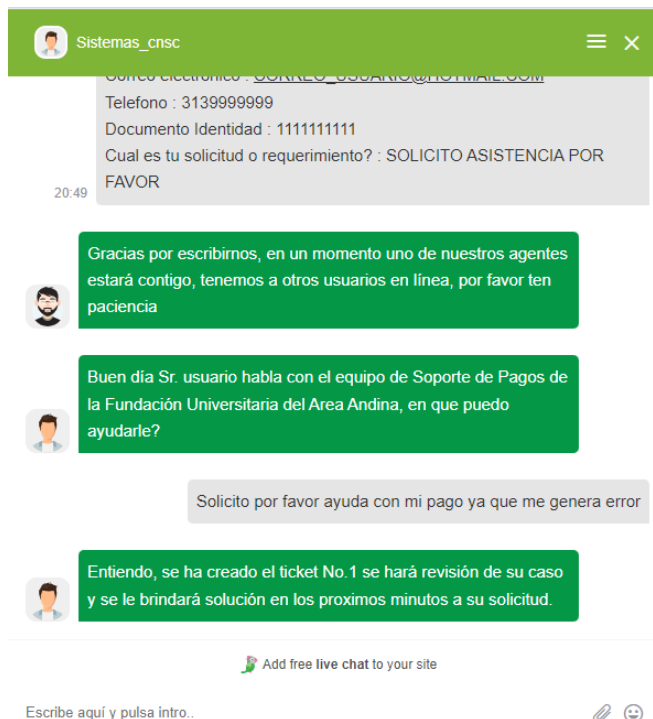 Sistemas_cnsc
Correo electronico : CORREO_USUARIO@HOTMAIL.COM
Telefono : 3139999999
Documento Identidad : 1111111111
Cual es tu solicitud o requerimiento? : SOLICITO ASISTENCIA POR
FAVOR
20:49
Gracias por escribirnos, en un momento uno de nuestros agentes
estará contigo, tenemos a otros usuarios en línea, por favor ten
paciencia
Buen día Sr. usuario habla con el equipo de Soporte de Pagos de
la Fundación Universitaria del Area Andina, en que puedo
ayudarle?
Solicito por favor ayuda con mi pago ya que me genera error
Entiendo, se ha creado el ticket No.1 se hará revisión de su caso
y se le brindará solución en los proximos minutos a su solicitud.
Add free live chat to your site
Escribe aquí y pulsa intro..